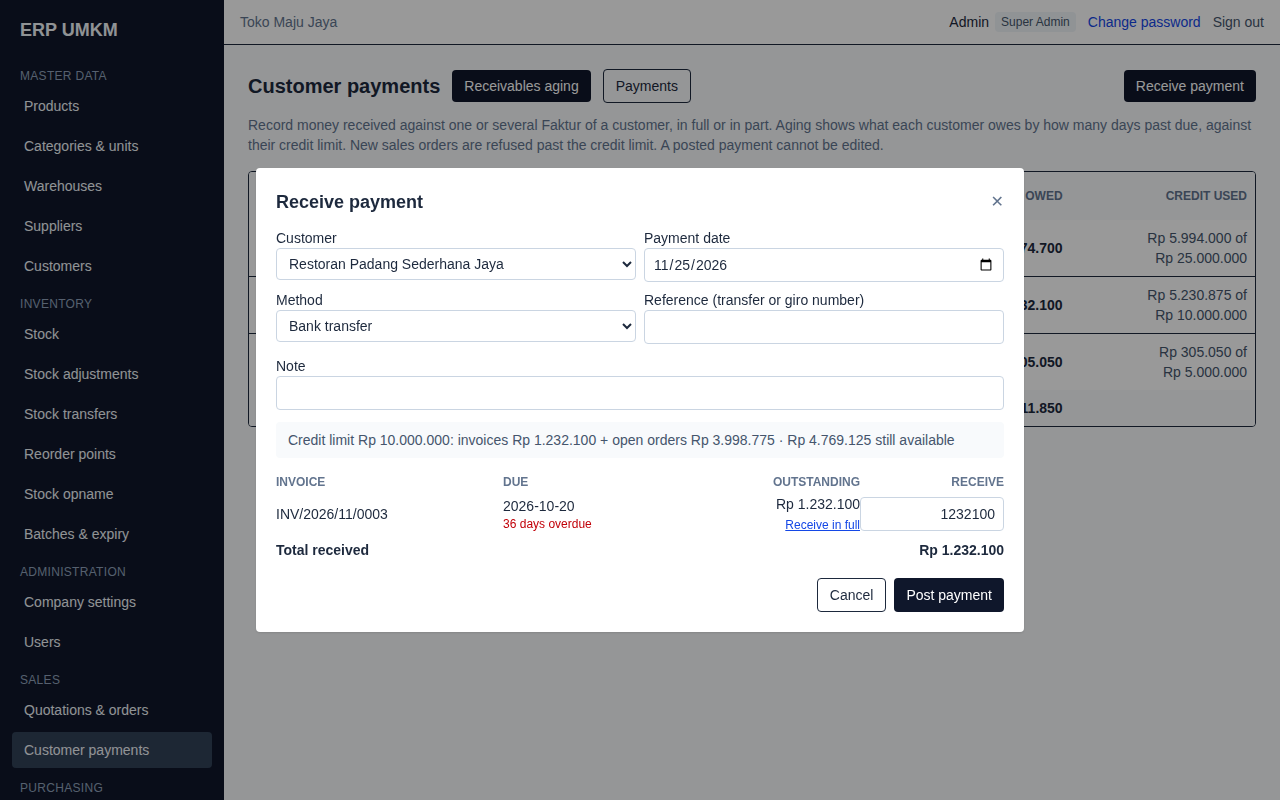 ERP UMKM
MASTER DATA
Products
Categories & units
Warehouses
Suppliers
Customers
INVENTORY
Stock
Stock adjustments
Stock transfers
Reorder points
Stock opname
Batches & expiry
ADMINISTRATION
Company settings
Users
SALES
Quotations & orders
Customer payments
PURCHASING
Toko Maju Jaya
Admin Super Admin Change password Sign out
Customer payments Receivables aging Payments Receive payment
Record money received against one or several Faktur of a customer, in full or in part. Aging shows what each customer owes by how many days past due, against
their credit limit. New sales orders are refused past the credit limit. A posted payment cannot be edited.
OWED CREDIT USED
74.700 Rp 5.994.000 of
Rp 25.000.000
32.100 Rp 5.230.875 of
Rp 10.000.000
05.050 Rp 305.050 of
Rp 5.000.000
11.850
Receive payment ✕
Customer Payment date
Restoran Padang Sederhana Jaya 11/25/2026
Method Reference (transfer or giro number)
Bank transfer
Note
Credit limit Rp 10.000.000: invoices Rp 1.232.100 + open orders Rp 3.998.775 · Rp 4.769.125 still available
INVOICE DUE OUTSTANDING RECEIVE
INV/2026/11/0003 2026-10-20 Rp 1.232.100 1232100
36 days overdue Receive in full
Total received Rp 1.232.100
Cancel Post payment